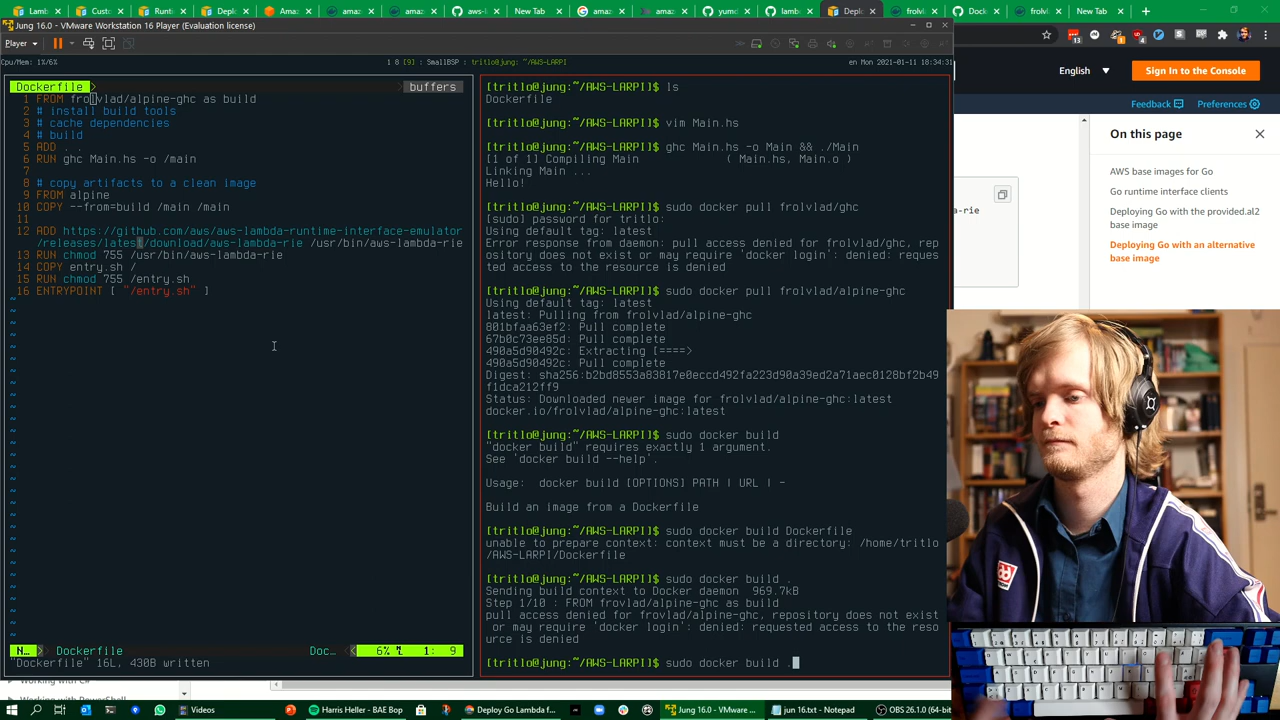 Lamb
Cust
Runt
Depl
Amaz
amaz
aws-l
amaz
yumc
lamb
Deplo
frolv
Dock
frolv
New Tab
Jung 16.0 - VMware Workstation 16 Player (Evaluation license)
Player
Cpu/Mem: 1%/6%
1 8 [9] : SmallBSP : tritlo@jung: ~/AWS-LARPI
en Mon 2021-01-11 18:34:31
Dockerfile
buffers
1 FROM frolvlad/alpine-ghc as build
2 # install build tools
3 # cache dependencies
4 # build
5 ADD . .
6 RUN ghc Main.hs -o /main
7
8 # copy artifacts to a clean image
9 FROM alpine
10 COPY --from=build /main /main
11
12 ADD https://github.com/aws/aws-lambda-runtime-interface-emulator
/releases/latest/download/aws-lambda-rie /usr/bin/aws-lambda-rie
13 RUN chmod 755 /usr/bin/aws-lambda-rie
14 COPY entry.sh /
15 RUN chmod 755 /entry.sh
16 ENTRYPOINT [ "/entry.sh" ]
N…
Dockerfile
Doc…
6%
1: 9
"Dockerfile" 16L, 430B written
[tritlo@jung:~/AWS-LARPI]$ ls
Dockerfile
[tritlo@jung:~/AWS-LARPI]$ vim Main.hs
[tritlo@jung:~/AWS-LARPI]$ ghc Main.hs -o Main && ./Main
[1 of 1] Compiling Main ( Main.hs, Main.o )
Linking Main ...
Hello!
[tritlo@jung:~/AWS-LARPI]$ sudo docker pull frolvlad/ghc
[sudo] password for tritlo:
Using default tag: latest
Error response from daemon: pull access denied for frolvlad/ghc, rep
ository does not exist or may require 'docker login': denied: reques
ted access to the resource is denied
[tritlo@jung:~/AWS-LARPI]$ sudo docker pull frolvlad/alpine-ghc
Using default tag: latest
latest: Pulling from frolvlad/alpine-ghc
801bfaa63ef2: Pull complete
67b0c73ee85d: Pull complete
490a5d90492c: Extracting [====>
490a5d90492c: Pull complete
Digest: sha256:b2bd8553a83817e0eccd492fa223d90a39ed2a71aec0128bf2b49
f1dca212ff9
Status: Downloaded newer image for frolvlad/alpine-ghc:latest
docker.io/frolvlad/alpine-ghc:latest
[tritlo@jung:~/AWS-LARPI]$ sudo docker build
"docker build" requires exactly 1 argument.
See 'docker build --help'.
Usage: docker build [OPTIONS] PATH | URL | -
Build an image from a Dockerfile
[tritlo@jung:~/AWS-LARPI]$ sudo docker build Dockerfile
unable to prepare context: context must be a directory: /home/tritlo
/AWS-LARPI/Dockerfile
[tritlo@jung:~/AWS-LARPI]$ sudo docker build .
Sending build context to Docker daemon 969.7kB
Step 1/10 : FROM frovlad/alpine-ghc as build
pull access denied for frovlad/alpine-ghc, repository does not exist
or may require 'docker login': denied: requested access to the reso
urce is denied
[tritlo@jung:~/AWS-LARPI]$ sudo docker build .
English
Sign In to the Console
Feedback
Preferences
On this page
AWS base images for Go
Go runtime interface clients
Deploying Go with the provided.al2
base image
Deploying Go with an alternative
base image
-rie
Working with C#
Working with PowerShell
Videos
Harris Heller - BAE Bop
Deploy Go Lambda f…
Jung 16.0 - VMware …
jun 16.txt - Notepad
OBS 26.1.0 (64-bit